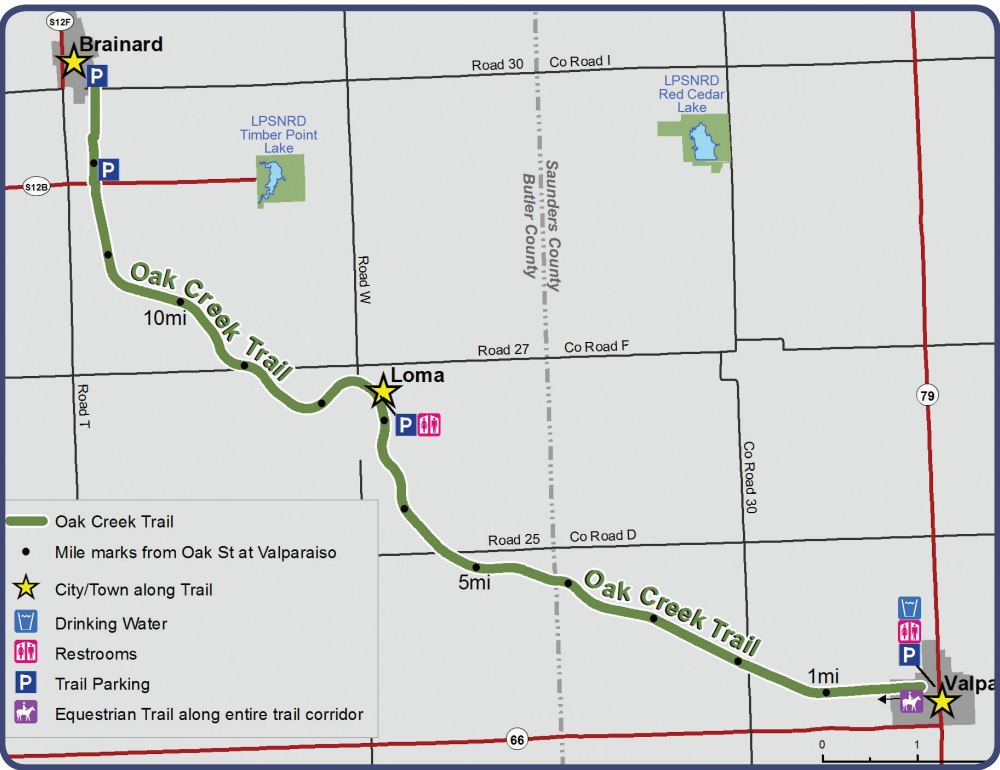 S12F
Brainard
P
Road 30 Co Road I
LPSNRD
Red Cedar
Lake
LPSNRD
Timber Point
Lake
P
S12B
Saunders County
Butler County
Road W
Oak Creek Trail
10mi
Road 27 Co Road F
Loma
P
Road T
79
Co Road 30
Road 25 Co Road D
5mi
Oak Creek Trail
P
1mi
Valpa
66
0 1
Oak Creek Trail
Mile marks from Oak St at Valparaiso
City/Town along Trail
Drinking Water
Restrooms
P Trail Parking
Equestrian Trail along entire trail corridor